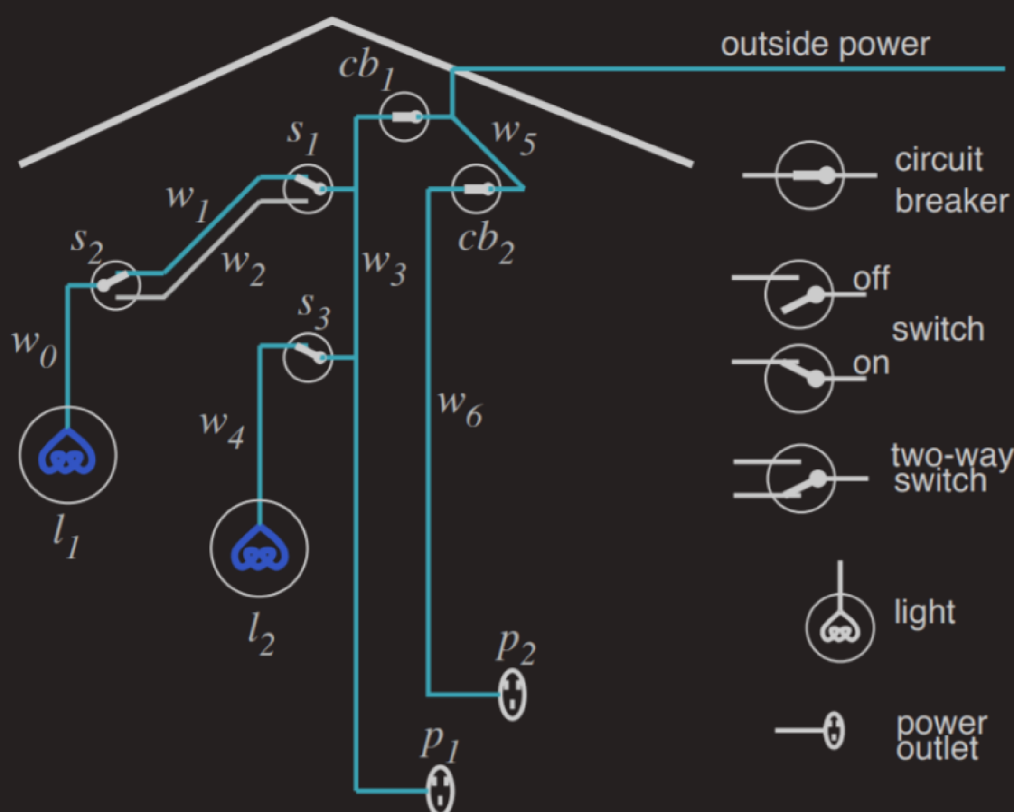 outside power
cb1
w5
s1
circuit
breaker
w1
cb2
s2
w2
w3
off
s3
switch
w0
on
w4
w6
two-way
switch
l1
light
l2
p2
power
outlet
p1